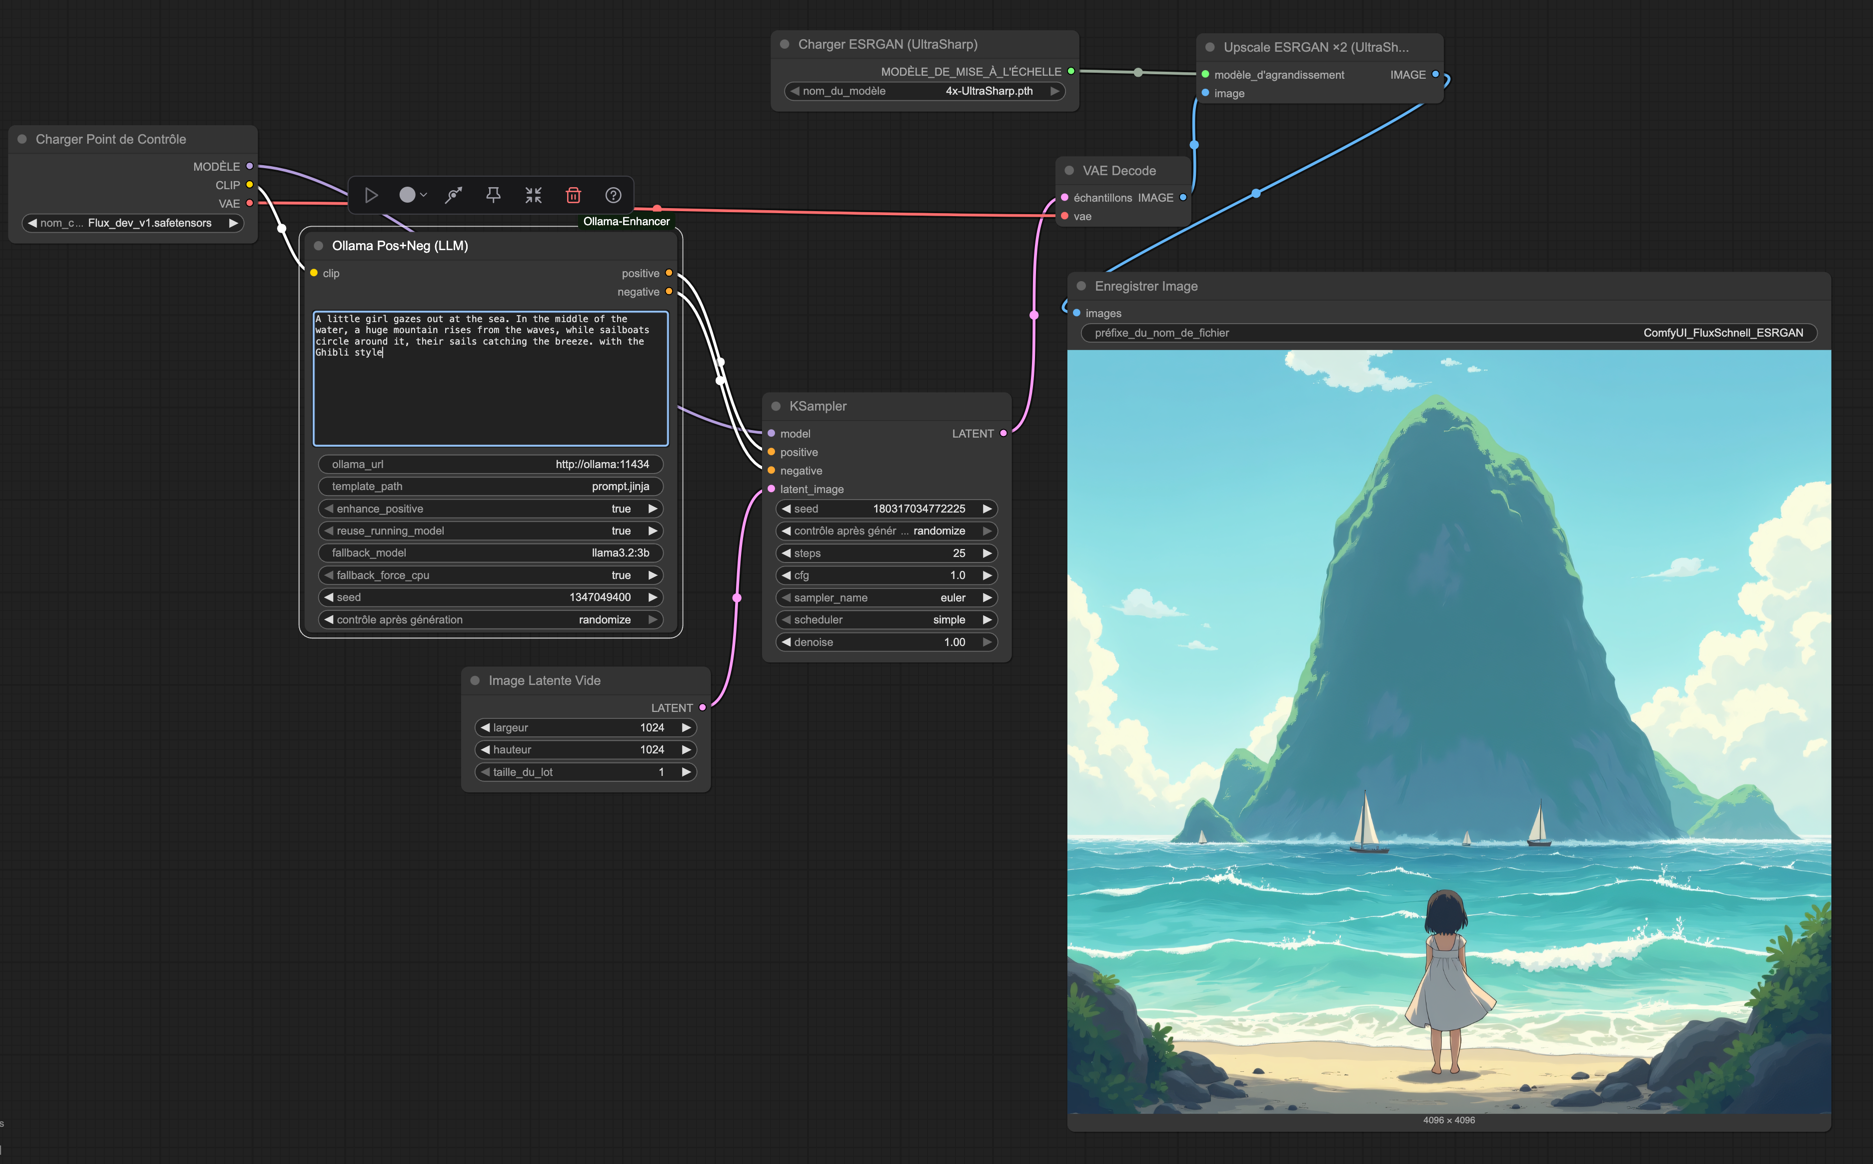 Charger ESRGAN (UltraSharp)
MODÈLE_DE_MISE_À_L'ÉCHELLE
nom_du_modèle 4x-UltraSharp.pth
Upscale ESRGAN ×2 (UltraSh...
modèle_d'agrandissement IMAGE
image
Charger Point de Contrôle
MODÈLE
CLIP
VAE
nom_c... Flux_dev_v1.safetensors
VAE Decode
échantillons IMAGE
vae
Ollama-Enhancer
Ollama Pos+Neg (LLM)
clip positive
negative
A little girl gazes out at the sea. In the middle of the
water, a huge mountain rises from the waves, while sailboats
circle around it, their sails catching the breeze. with the
Ghibli style
ollama_url http://ollama:11434
template_path prompt.jinja
enhance_positive true
reuse_running_model true
fallback_model llama3.2:3b
fallback_force_cpu true
seed 1347049400
contrôle après génération randomize
KSampler
model LATENT
positive
negative
latent_image
seed 180317034772225
contrôle après génér ... randomize
steps 25
cfg 1.0
sampler_name euler
scheduler simple
denoise 1.00
Image Latente Vide
LATENT
largeur 1024
hauteur 1024
taille_du_lot 1
Enregistrer Image
images
préfixe_du_nom_de_fichier ComfyUI_FluxSchnell_ESRGAN
4096 × 4096